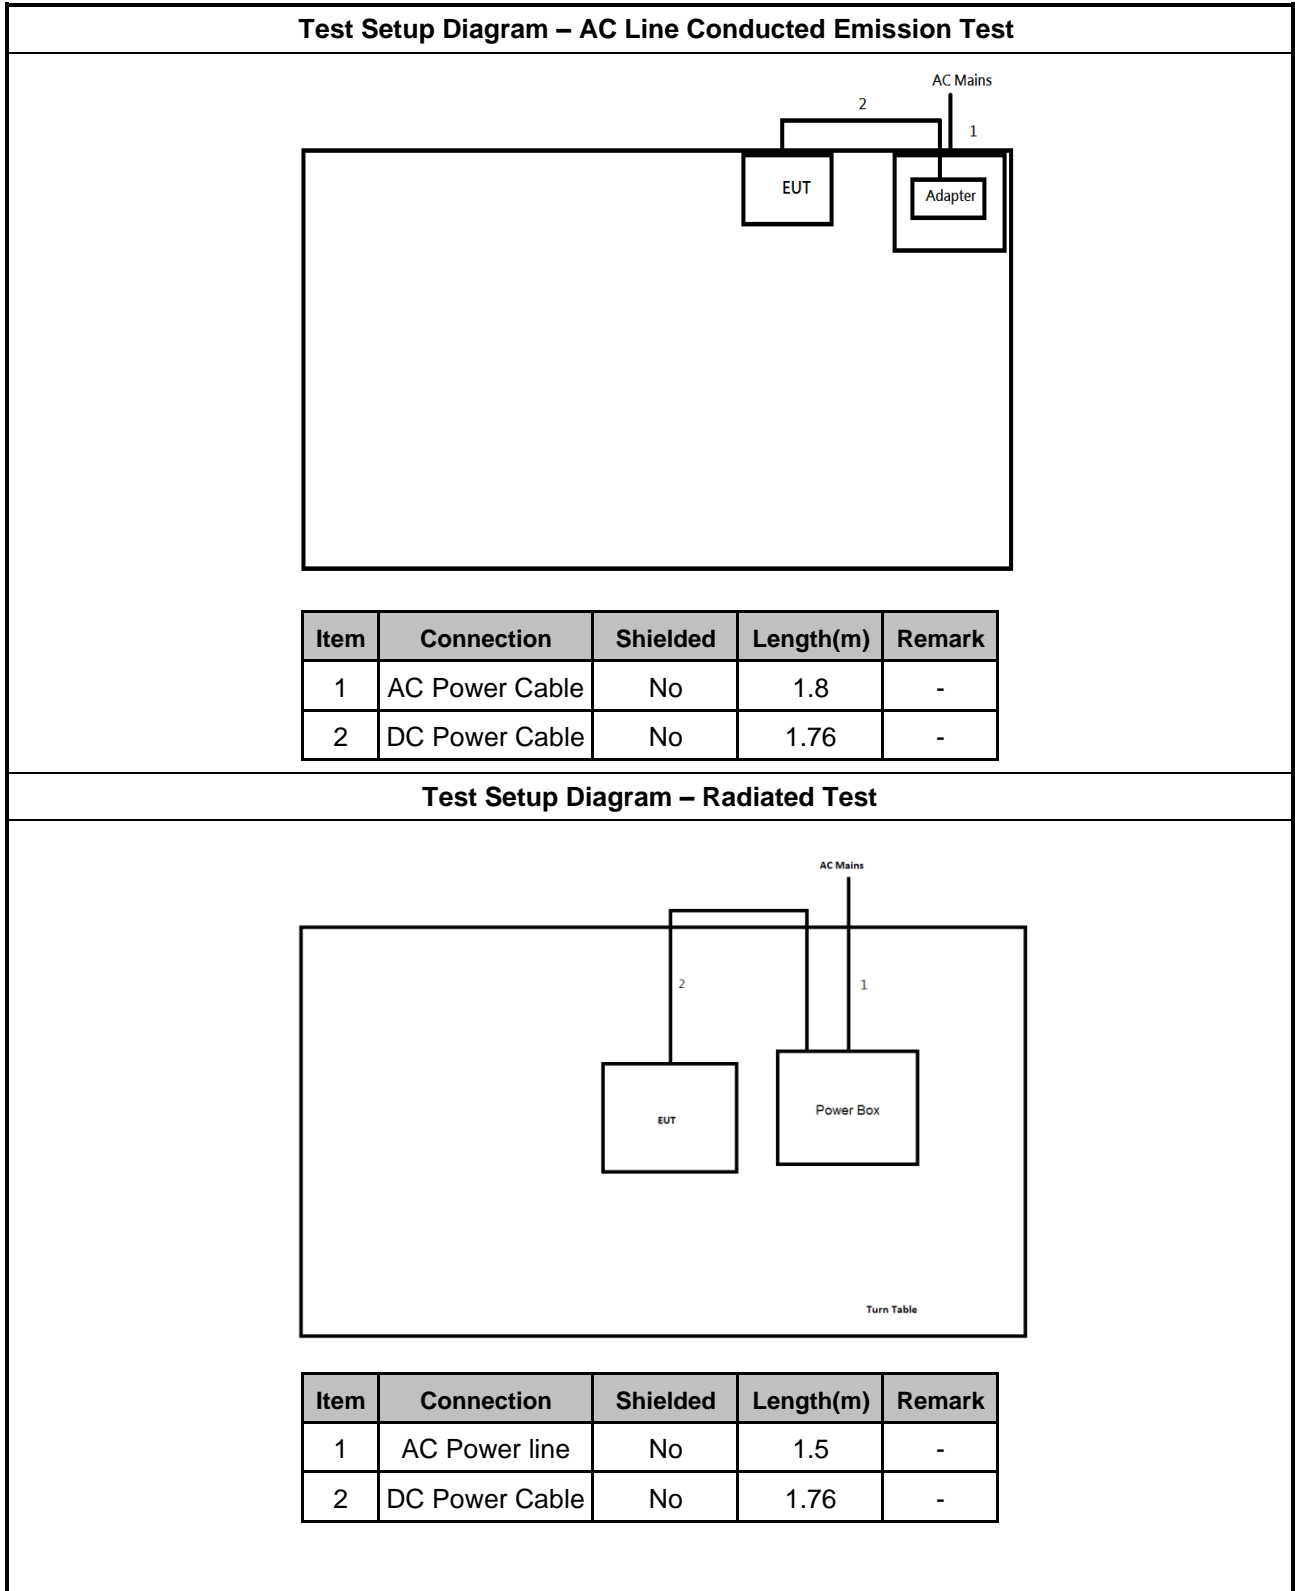 Test Setup Diagram – AC Line Conducted Emission Test
AC Mains
2
1
EUT
Adapter
Item Connection Shielded Length(m) Remark
1 AC Power Cable No 1.8 -
2 DC Power Cable No 1.76 -
Test Setup Diagram – Radiated Test
AC Mains
2
1
EUT
Power Box
Turn Table
Item Connection Shielded Length(m) Remark
1 AC Power line No 1.5 -
2 DC Power Cable No 1.76 -